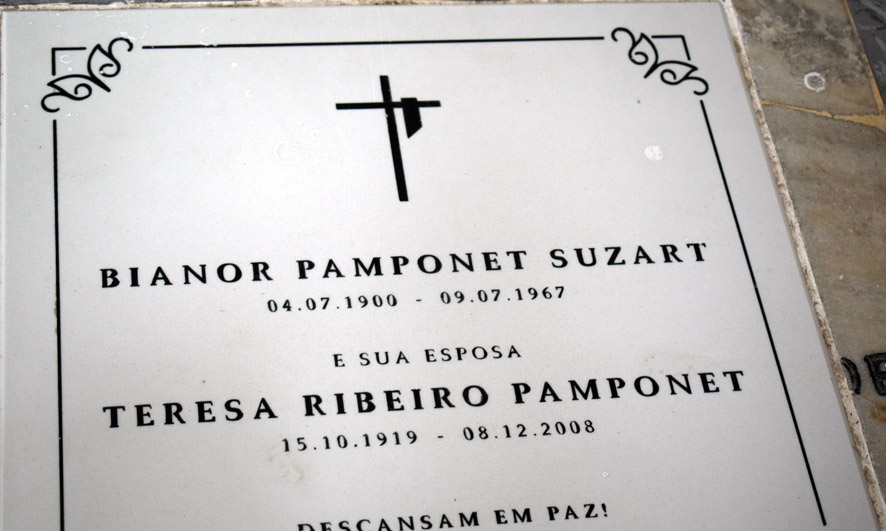 BIANOR PAMPONET SUZART
04.07.1900 - 09.07.1967
E SUA ESPOSA
TERESA RIBEIRO PAMPONET
15.10.1919 - 08.12.2008
DESCANSAM EM PAZ!